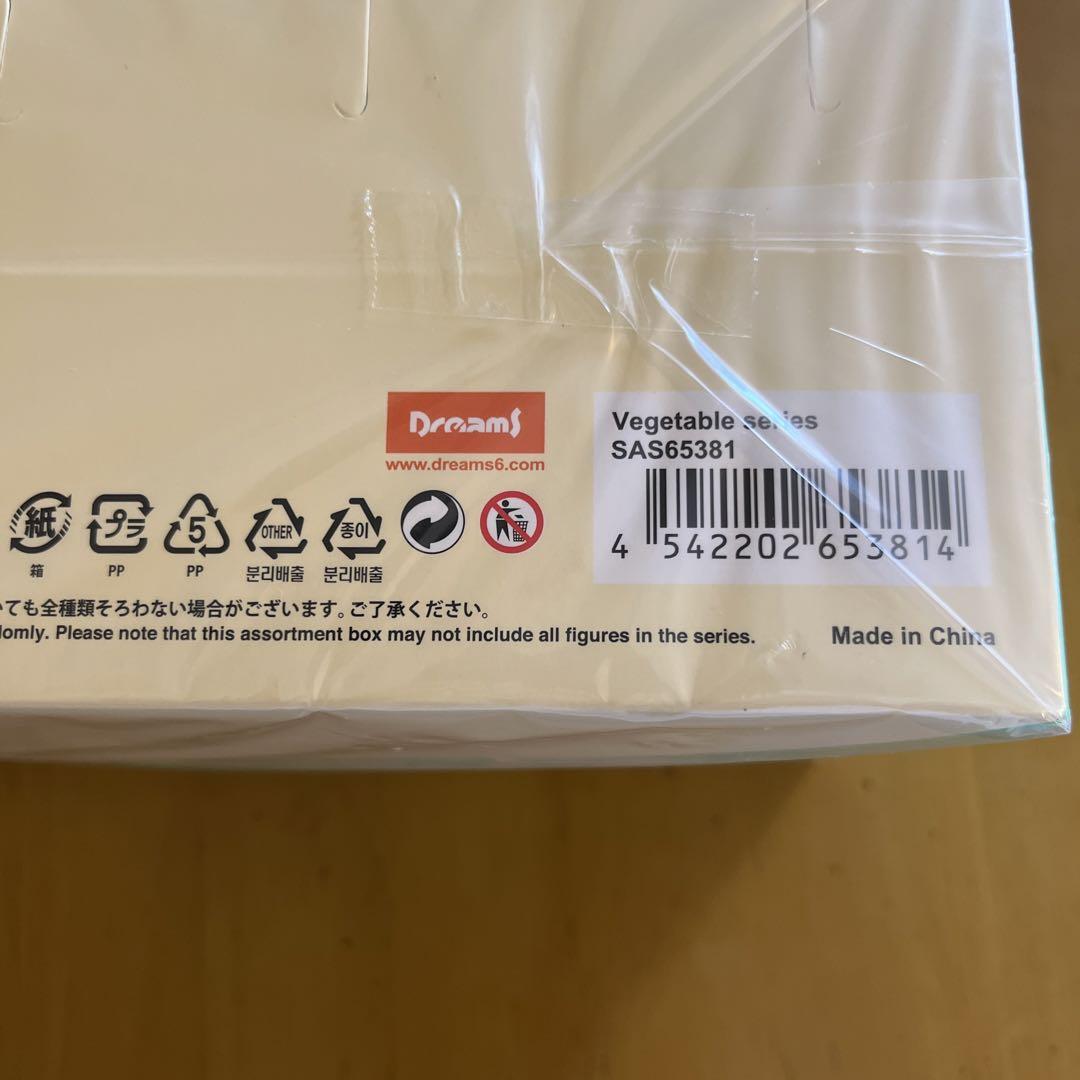 Dreams
www.dreams6.com
Vegetable series
SAS65381
4 542202 653814
紙 プラ 5 OTHER 종이
箱 PP PP 분리배출 분리배출
ても全種類そろわない場合がございます。ご了承ください。
domly. Please note that this assortment box may not include all figures in the series.
Made in China